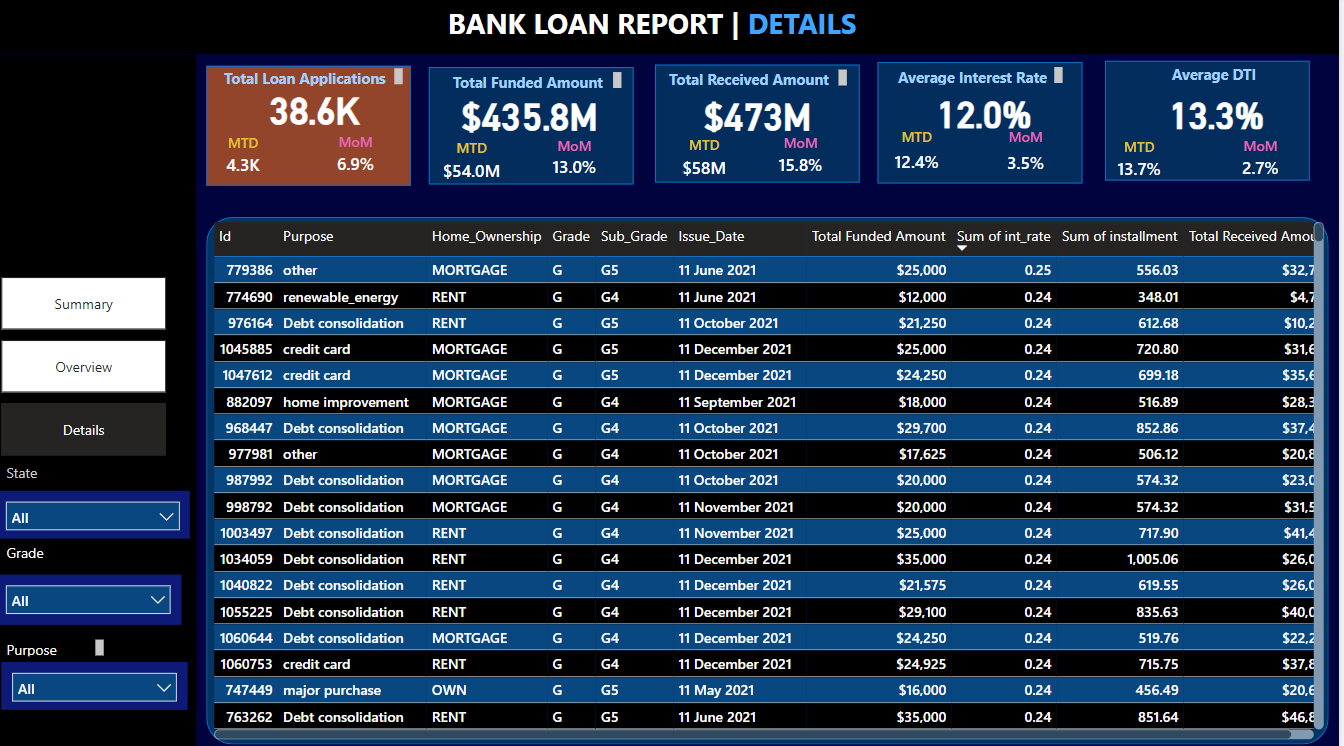 BANK LOAN REPORT | DETAILS
Total Loan Applications
38.6K
MTD MoM
4.3K 6.9%
Total Funded Amount
$435.8M
MTD MoM
$54.0M 13.0%
Total Received Amount
$473M
MTD MoM
$58M 15.8%
Average Interest Rate
12.0%
MTD MoM
12.4% 3.5%
Average DTI
13.3%
MTD MoM
13.7% 2.7%
Summary
Overview
Details
State
All
Grade
All
Purpose
All
Id Purpose Home_Ownership Grade Sub_Grade Issue_Date Total Funded Amount Sum of int_rate Sum of installment Total Received Amou
779386 other MORTGAGE G G5 11 June 2021 $25,000 0.25 556.03 $32,7
774690 renewable_energy RENT G G4 11 June 2021 $12,000 0.24 348.01 $4,7
976164 Debt consolidation RENT G G5 11 October 2021 $21,250 0.24 612.68 $10,2
1045885 credit card MORTGAGE G G5 11 December 2021 $25,000 0.24 720.80 $31,6
1047612 credit card MORTGAGE G G5 11 December 2021 $24,250 0.24 699.18 $35,6
882097 home improvement MORTGAGE G G4 11 September 2021 $18,000 0.24 516.89 $28,3
968447 Debt consolidation MORTGAGE G G4 11 October 2021 $29,700 0.24 852.86 $37,4
977981 other MORTGAGE G G4 11 October 2021 $17,625 0.24 506.12 $20,8
987992 Debt consolidation MORTGAGE G G4 11 October 2021 $20,000 0.24 574.32 $23,0
998792 Debt consolidation MORTGAGE G G4 11 November 2021 $20,000 0.24 574.32 $31,5
1003497 Debt consolidation RENT G G4 11 November 2021 $25,000 0.24 717.90 $41,4
1034059 Debt consolidation RENT G G4 11 December 2021 $35,000 0.24 1,005.06 $26,0
1040822 Debt consolidation RENT G G4 11 December 2021 $21,575 0.24 619.55 $26,0
1055225 Debt consolidation RENT G G4 11 December 2021 $29,100 0.24 835.63 $40,0
1060644 Debt consolidation MORTGAGE G G4 11 December 2021 $24,250 0.24 519.76 $22,2
1060753 credit card RENT G G4 11 December 2021 $24,925 0.24 715.75 $37,8
747449 major purchase OWN G G5 11 May 2021 $16,000 0.24 456.49 $20,6
763262 Debt consolidation RENT G G5 11 June 2021 $35,000 0.24 851.64 $46,8